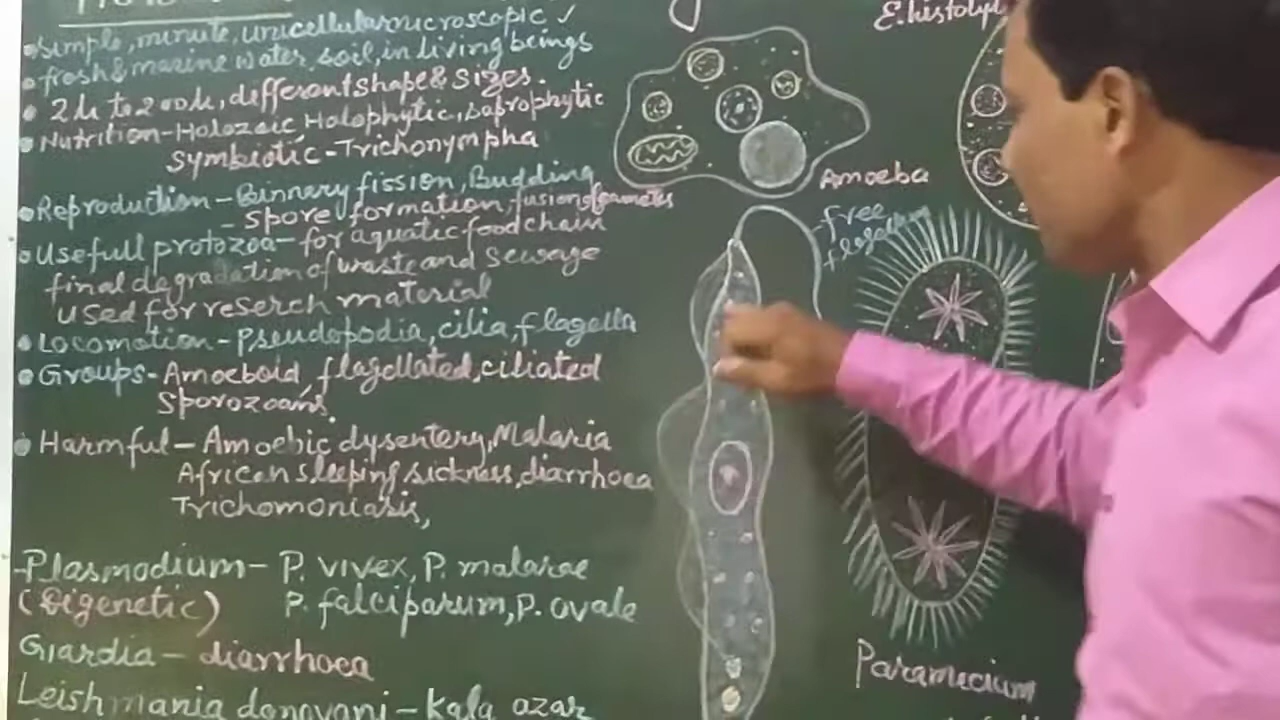 • Simple, minute, unicellular microscopic ✓
• fresh & marine water, soil, in living beings
• 2μ to 200μ, different shape & sizes.
• Nutrition - Holozoic, Holophytic, Saprophytic
Symbiotic - Trichonympha
• Reproduction - Binnary fission, Budding
- Spore formation, fusion of gametes
• Usefull protozoa - for aquatic food chain
final degradation of waste and sewage
used for reserch material
• Locomotion - Pseudopodia, cilia, flagella
• Groups - Amoeboid, flagellated, ciliated
Sporozoans.
• Harmful - Amoebic dysentery, Malaria
African sleeping sickness, diarrhoea
Trichomoniasis,
- Plasmodium - P. vivex, P. malarae
(Digenetic) P. falciparum, P. ovale
Giardia - diarrhoea
Leishmania donovani - Kala azar
E. histoly
Amoeba
- free
flagellum
Paramecium